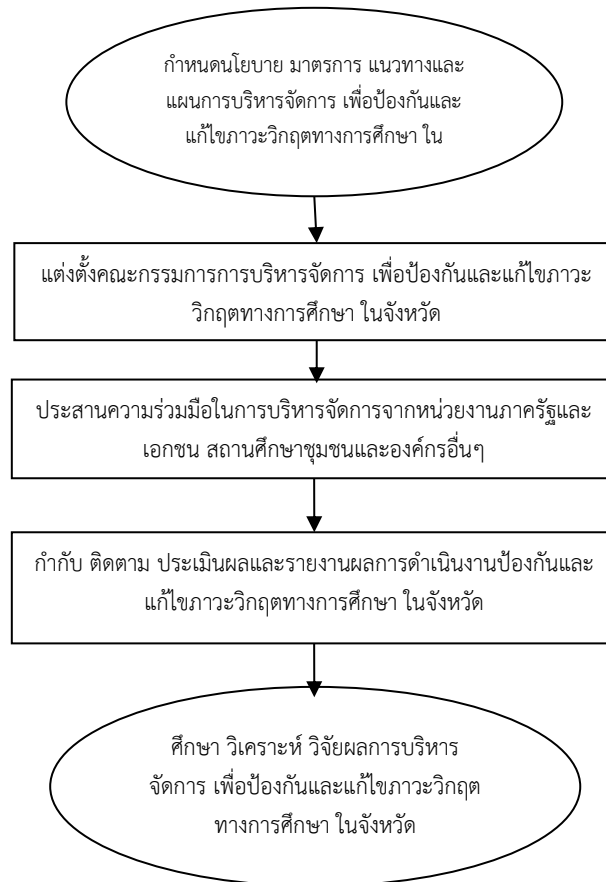 กำหนดนโยบาย มาตรการ แนวทางและ
แผนการบริหารจัดการ เพื่อป้องกันและ
แก้ไขภาวะวิกฤตทางการศึกษา ใน
แต่งตั้งคณะกรรมการการบริหารจัดการ เพื่อป้องกันและแก้ไขภาวะ
วิกฤตทางการศึกษา ในจังหวัด
ประสานความร่วมมือในการบริหารจัดการจากหน่วยงานภาครัฐและ
เอกชน สถานศึกษาชุมชนและองค์กรอื่นๆ
กำกับ ติดตาม ประเมินผลและรายงานผลการดำเนินงานป้องกันและ
แก้ไขภาวะวิกฤตทางการศึกษา ในจังหวัด
ศึกษา วิเคราะห์ วิจัยผลการบริหาร
จัดการ เพื่อป้องกันและแก้ไขภาวะวิกฤต
ทางการศึกษา ในจังหวัด